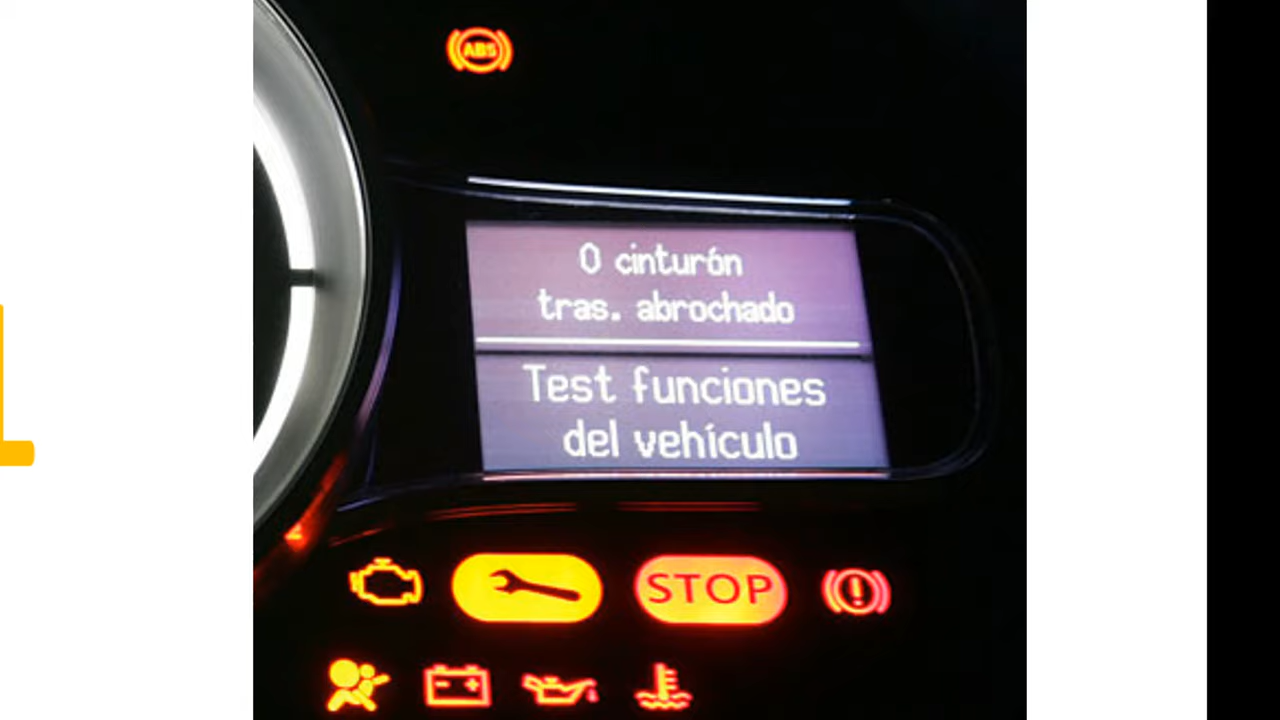 ABS
0 cinturón
tras. abrochado
Test funciones
del vehículo
STOP